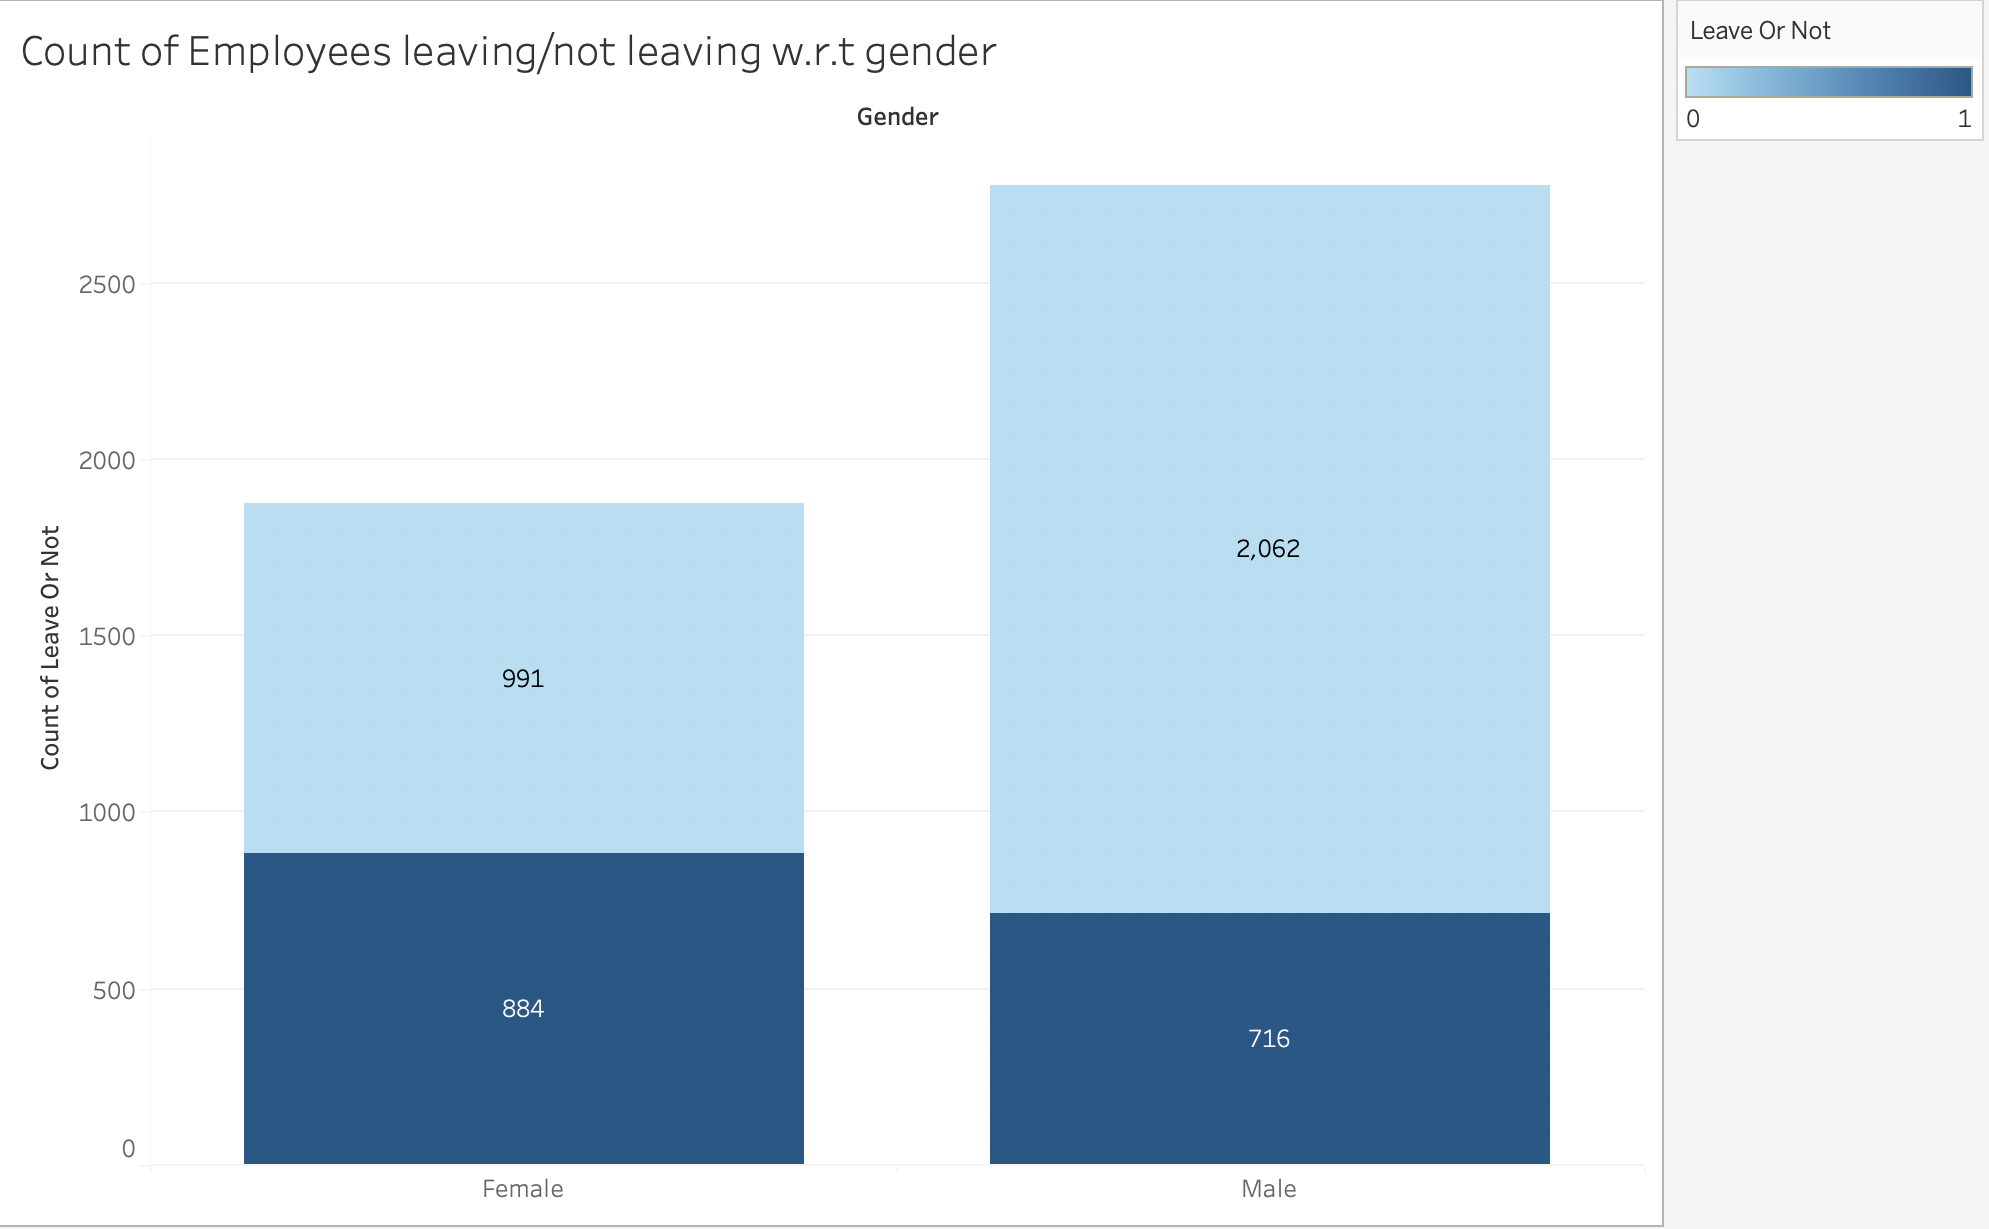 Count of Employees leaving/not leaving w.r.t gender
Leave Or Not
0 1
Gender
Count of Leave Or Not
2500
2000
1500
1000
500
0
991
884
2,062
716
Female
Male